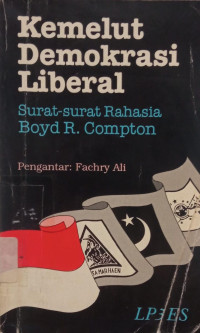 Kemelut
Demokrasi
Liberal
Surat-surat Rahasia
Boyd R. Compton
Pengantar: Fachry Ali
LP3ES